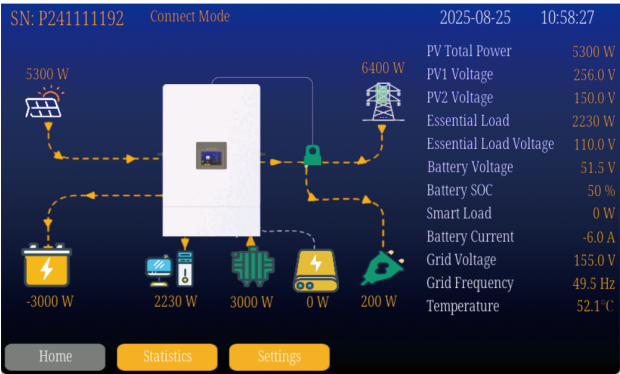 SN: P241111192 Connect Mode 2025-08-25 10:58:27
5300 W
6400 W
PV Total Power 5300 W
PV1 Voltage 256.0 V
PV2 Voltage 150.0 V
Essential Load 2230 W
Essential Load Voltage 110.0 V
Battery Voltage 51.5 V
Battery SOC 50 %
Smart Load 0 W
Battery Current -6.0 A
Grid Voltage 155.0 V
Grid Frequency 49.5 Hz
Temperature 52.1°C
-3000 W 2230 W 3000 W 0 W 200 W
Home Statistics Settings